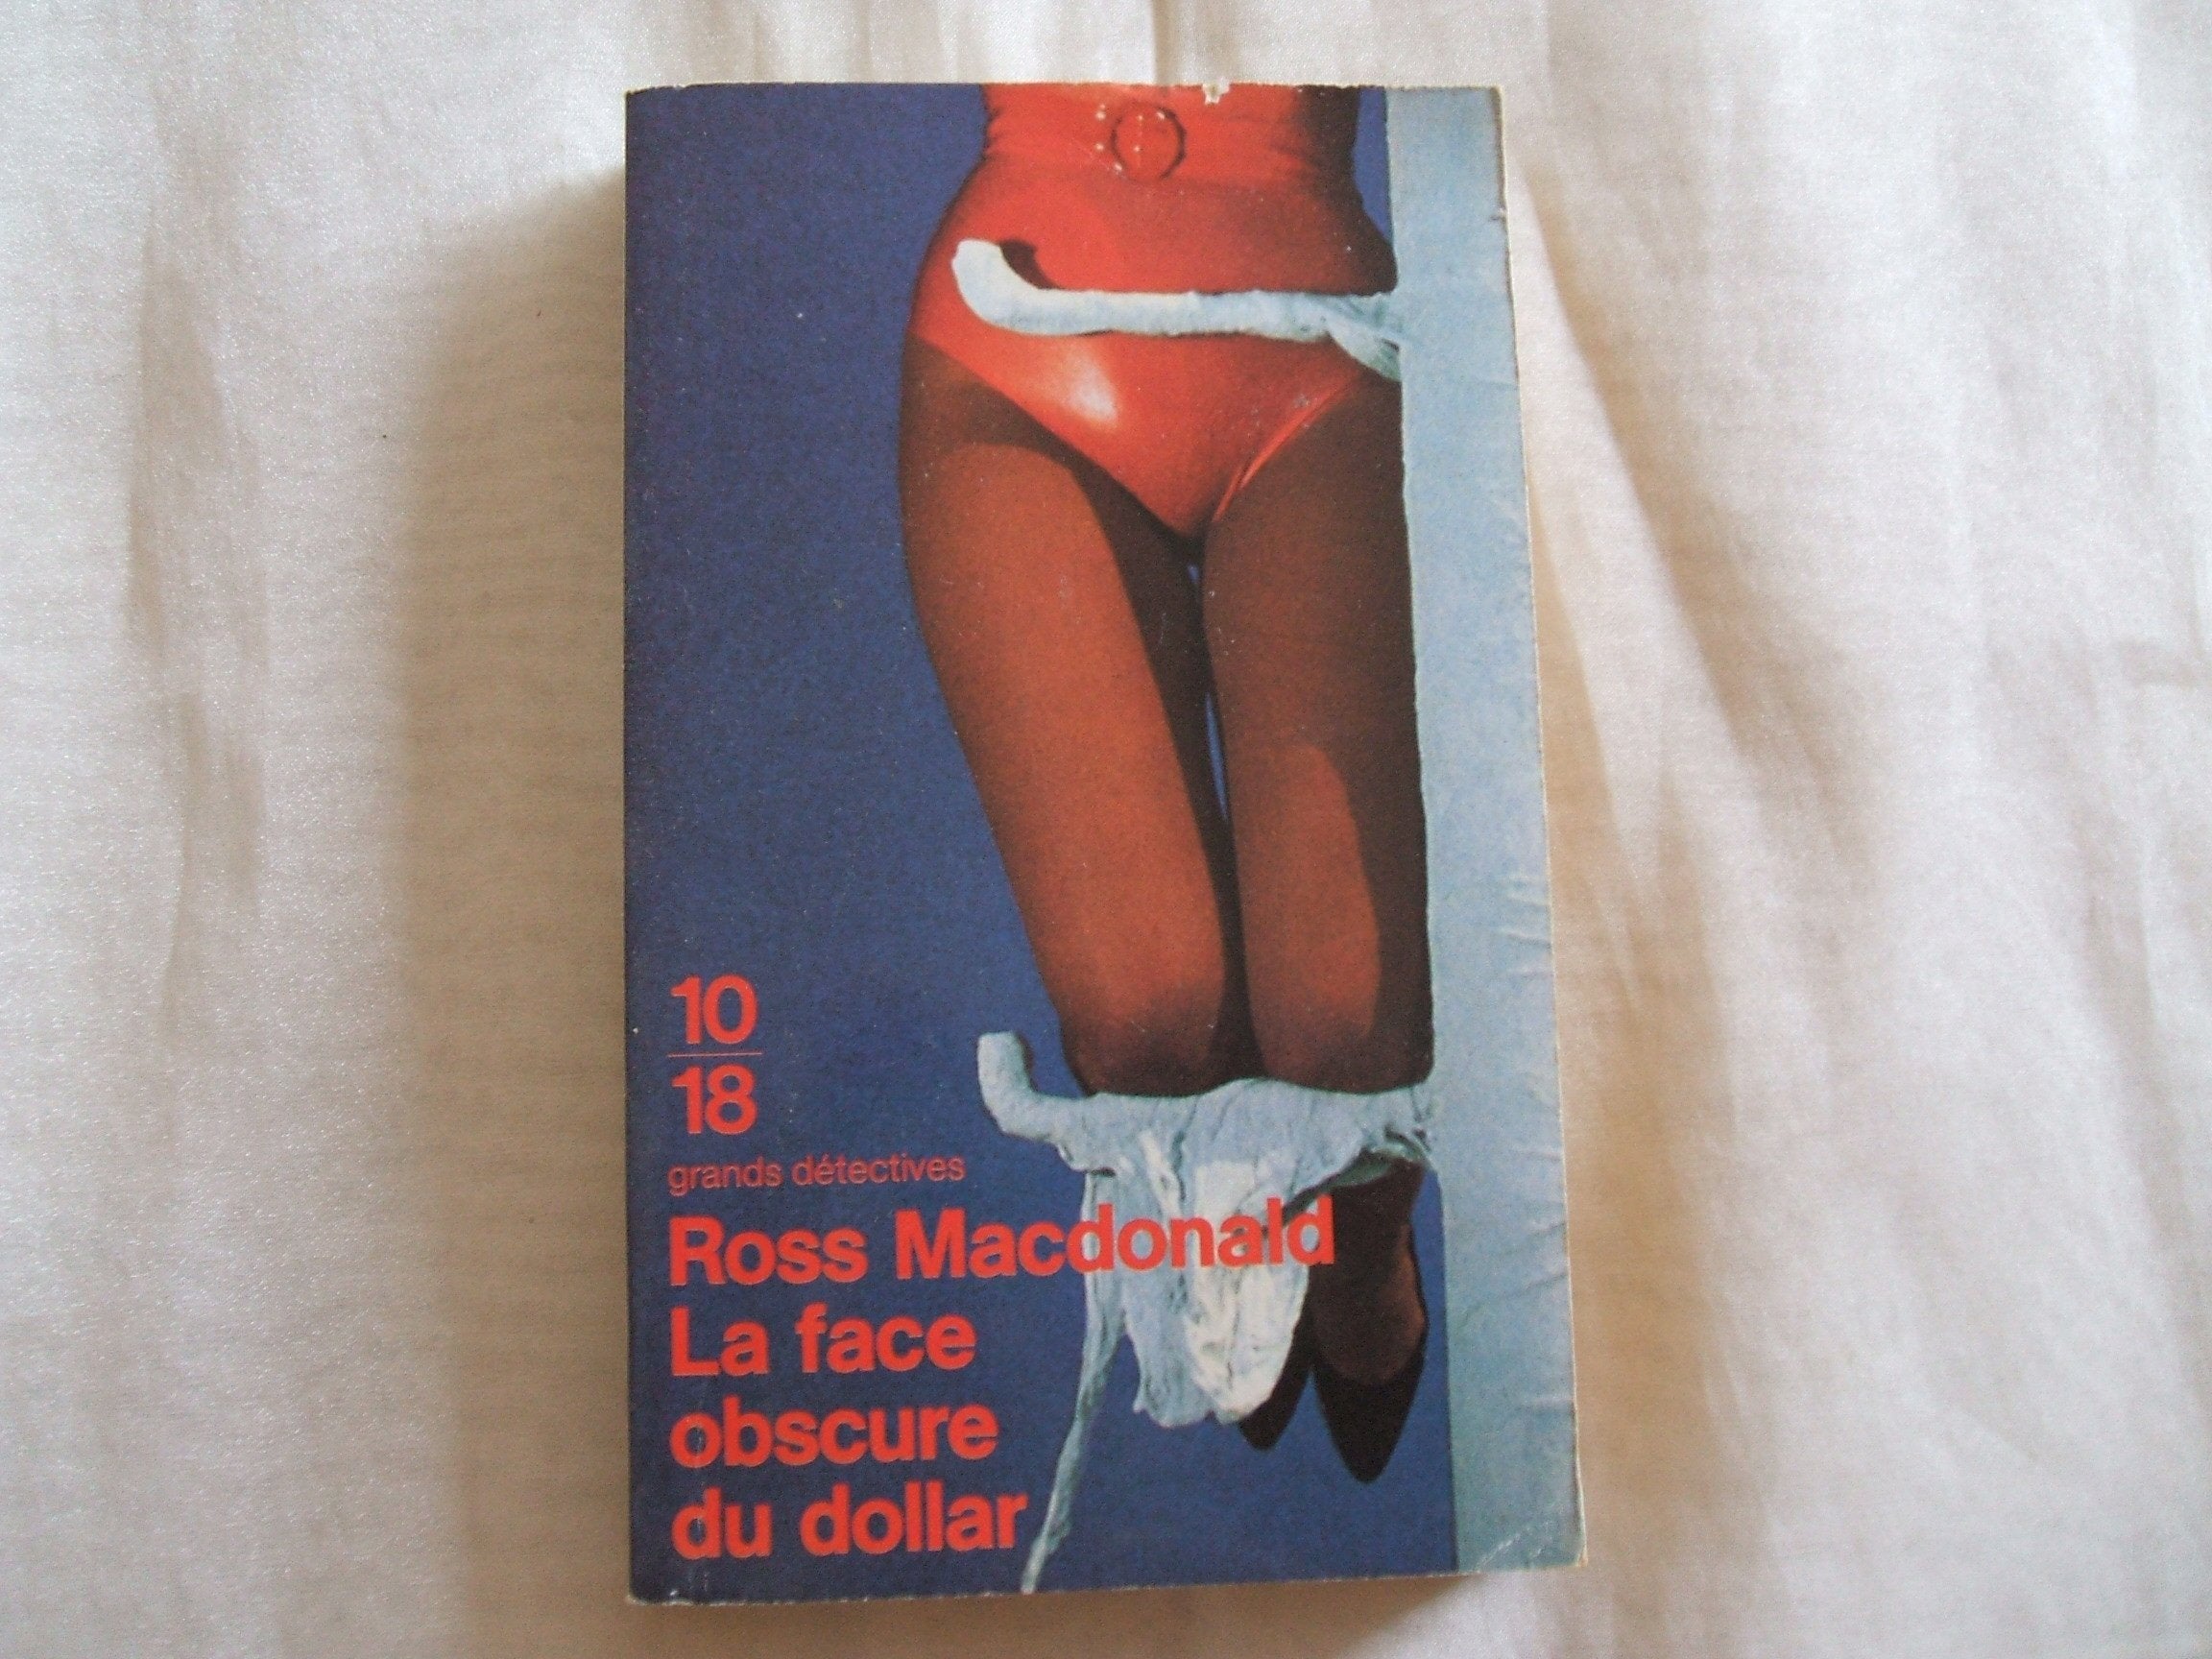 10
18
grands détectives
Ross Macdonald
La face
obscure
du dollar